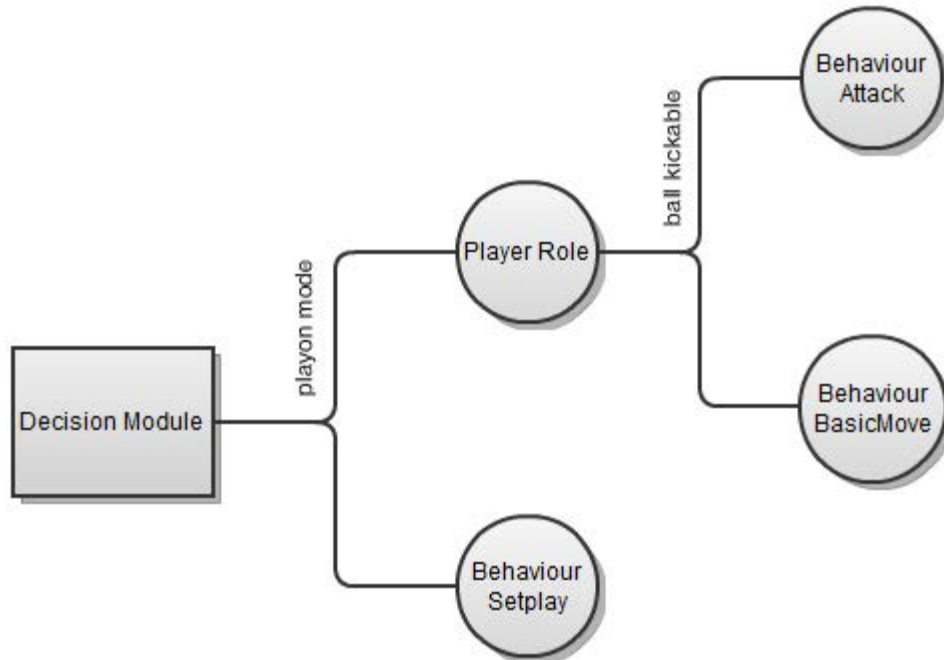 Behaviour
Attack
ball kickable
Player Role
playon mode
Decision Module
Behaviour
BasicMove
Behaviour
Setplay